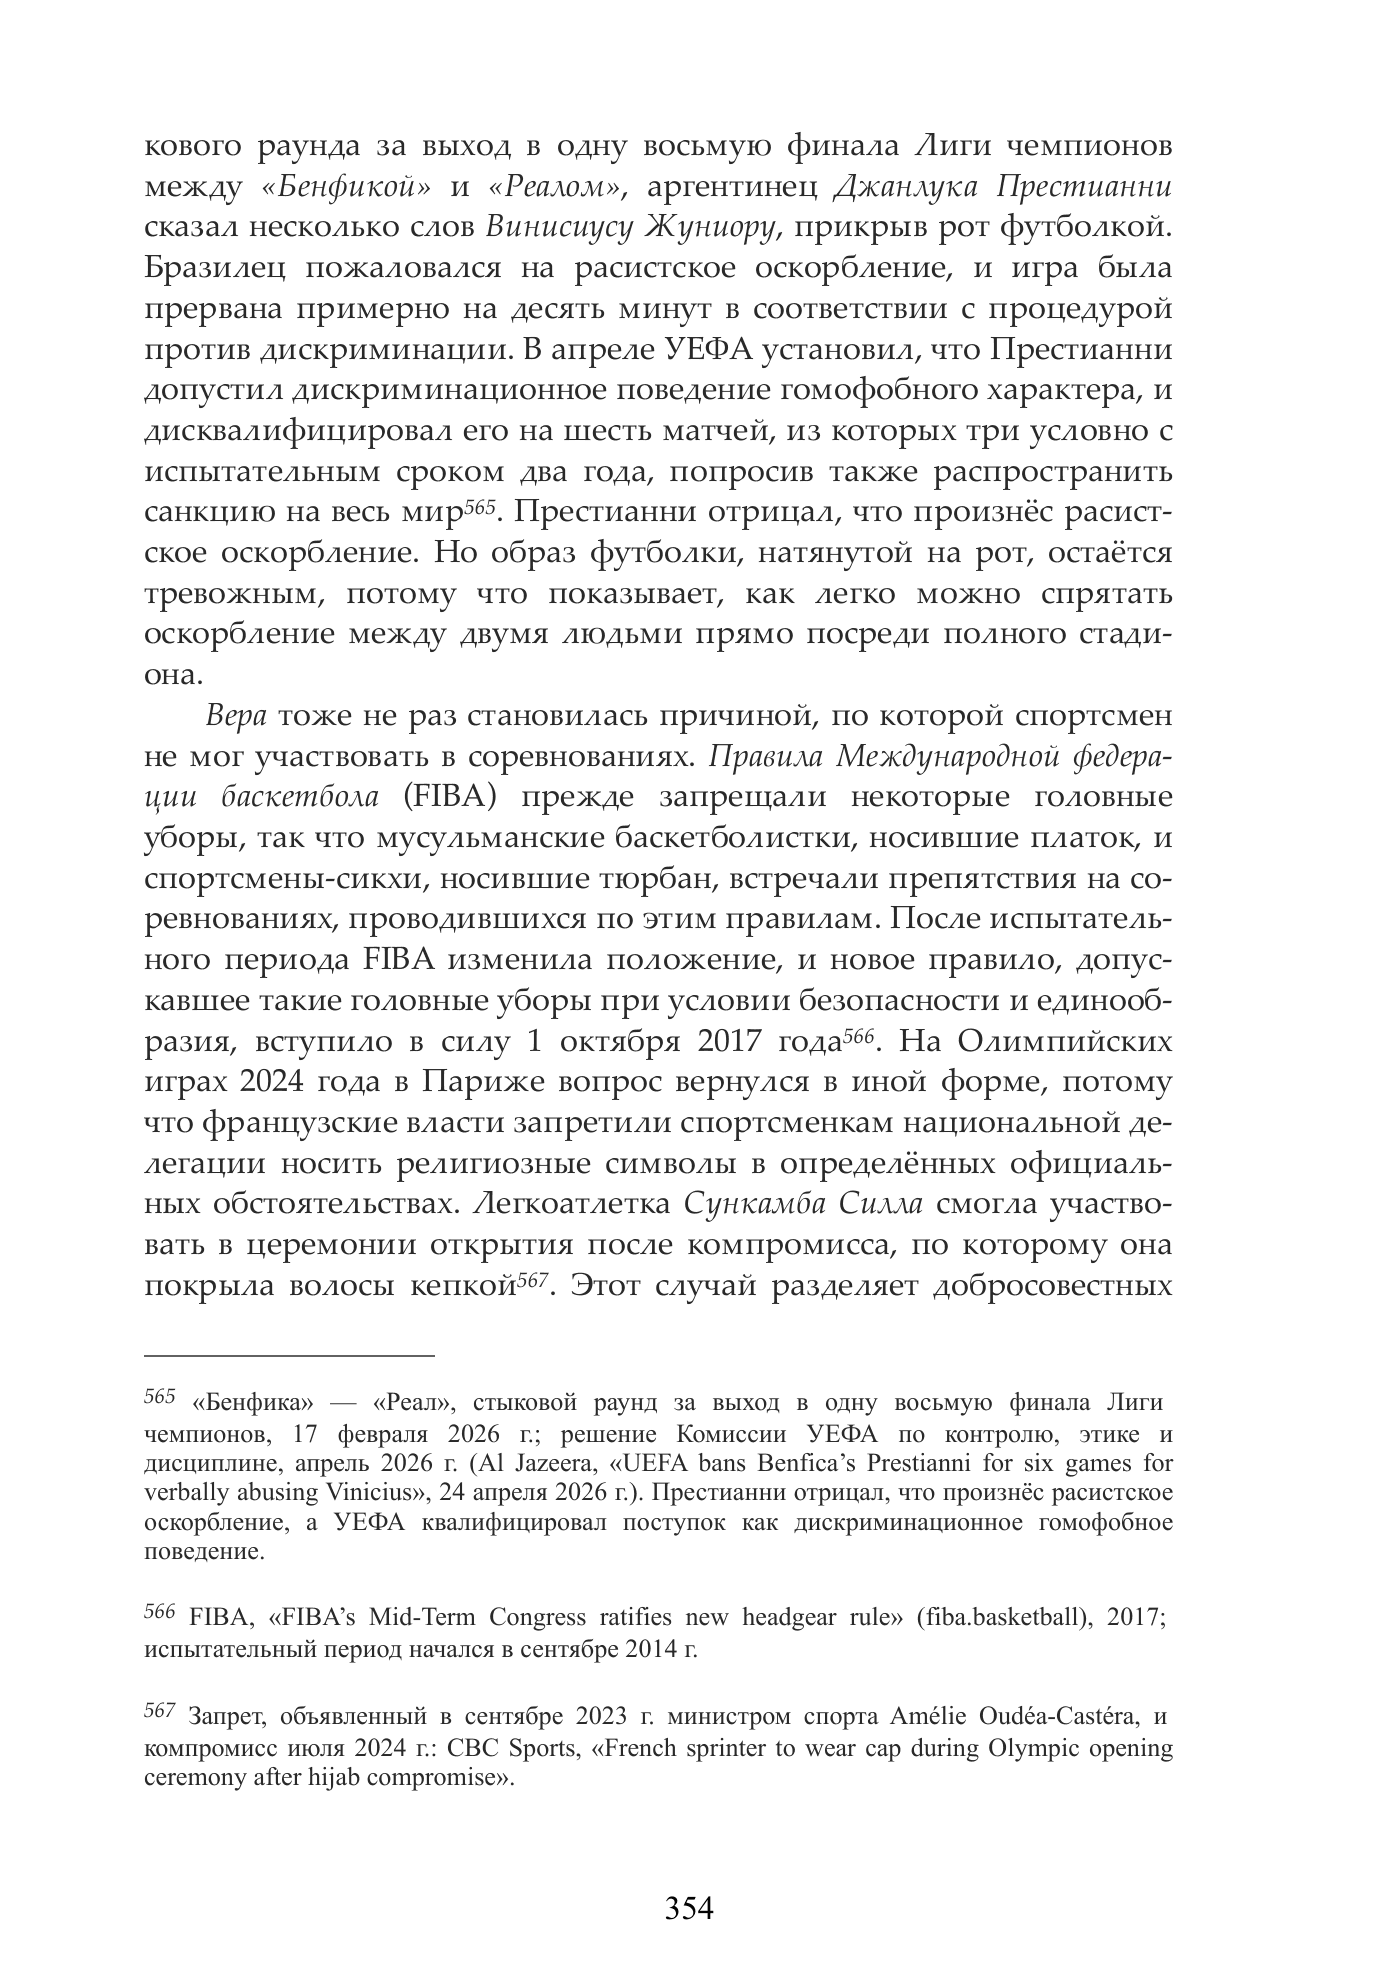 кового раунда за выход в одну восьмую финала Лиги чемпионов
между «Бенфикой» и «Реалом», аргентинец Джанлука Престианни
сказал несколько слов Винисиусу Жуниору, прикрыв рот футболкой.
Бразилец пожаловался на расистское оскорбление, и игра была
прервана примерно на десять минут в соответствии с процедурой
против дискриминации. В апреле УЕФА установил, что Престианни
допустил дискриминационное поведение гомофобного характера, и
дисквалифицировал его на шесть матчей, из которых три условно с
испытательным сроком два года, попросив также распространить
санкцию на весь мир565. Престианни отрицал, что произнёс расист-
ское оскорбление. Но образ футболки, натянутой на рот, остаётся
тревожным, потому что показывает, как легко можно спрятать
оскорбление между двумя людьми прямо посреди полного стади-
она.
Вера тоже не раз становилась причиной, по которой спортсмен
не мог участвовать в соревнованиях. Правила Международной федера-
ции баскетбола (FIBA) прежде запрещали некоторые головные
уборы, так что мусульманские баскетболистки, носившие платок, и
спортсмены-сикхи, носившие тюрбан, встречали препятствия на со-
ревнованиях, проводившихся по этим правилам. После испытатель-
ного периода FIBA изменила положение, и новое правило, допус-
кавшее такие головные уборы при условии безопасности и единооб-
разия, вступило в силу 1 октября 2017 года566. На Олимпийских
играх 2024 года в Париже вопрос вернулся в иной форме, потому
что французские власти запретили спортсменкам национальной де-
легации носить религиозные символы в определённых официаль-
ных обстоятельствах. Легкоатлетка Сункамба Силла смогла участво-
вать в церемонии открытия после компромисса, по которому она
покрыла волосы кепкой567. Этот случай разделяет добросовестных
565 «Бенфика» — «Реал», стыковой раунд за выход в одну восьмую финала Лиги
чемпионов, 17 февраля 2026 г.; решение Комиссии УЕФА по контролю, этике и
дисциплине, апрель 2026 г. (Al Jazeera, «UEFA bans Benfica’s Prestianni for six games for
verbally abusing Vinicius», 24 апреля 2026 г.). Престианни отрицал, что произнёс расистское
оскорбление, а УЕФА квалифицировал поступок как дискриминационное гомофобное
поведение.
566 FIBA, «FIBA’s Mid-Term Congress ratifies new headgear rule» (fiba.basketball), 2017;
испытательный период начался в сентябре 2014 г.
567 Запрет, объявленный в сентябре 2023 г. министром спорта Amélie Oudéa-Castéra, и
компромисс июля 2024 г.: CBC Sports, «French sprinter to wear cap during Olympic opening
ceremony after hijab compromise».
354